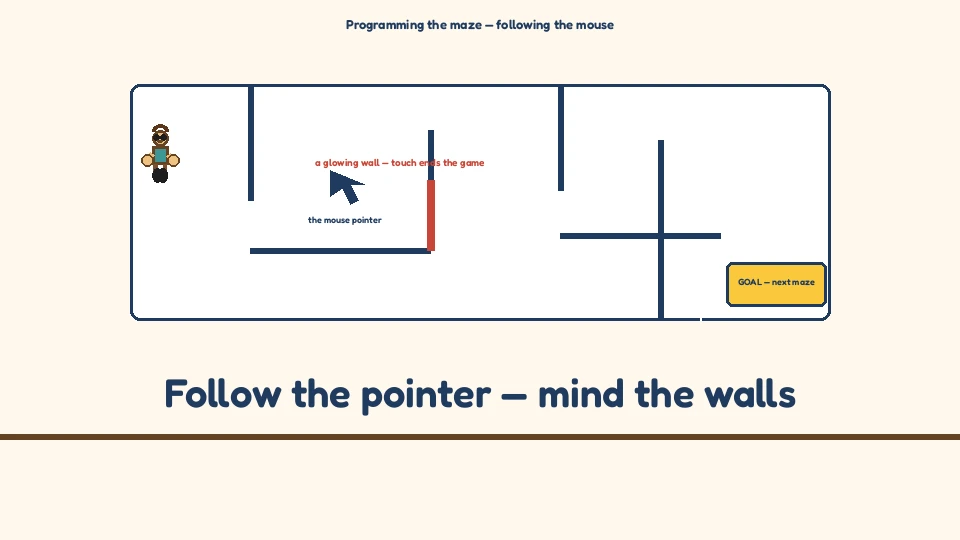 Programming the maze — following the mouse
a glowing wall — touch ends the game
the mouse pointer
GOAL — next maze
Follow the pointer — mind the walls